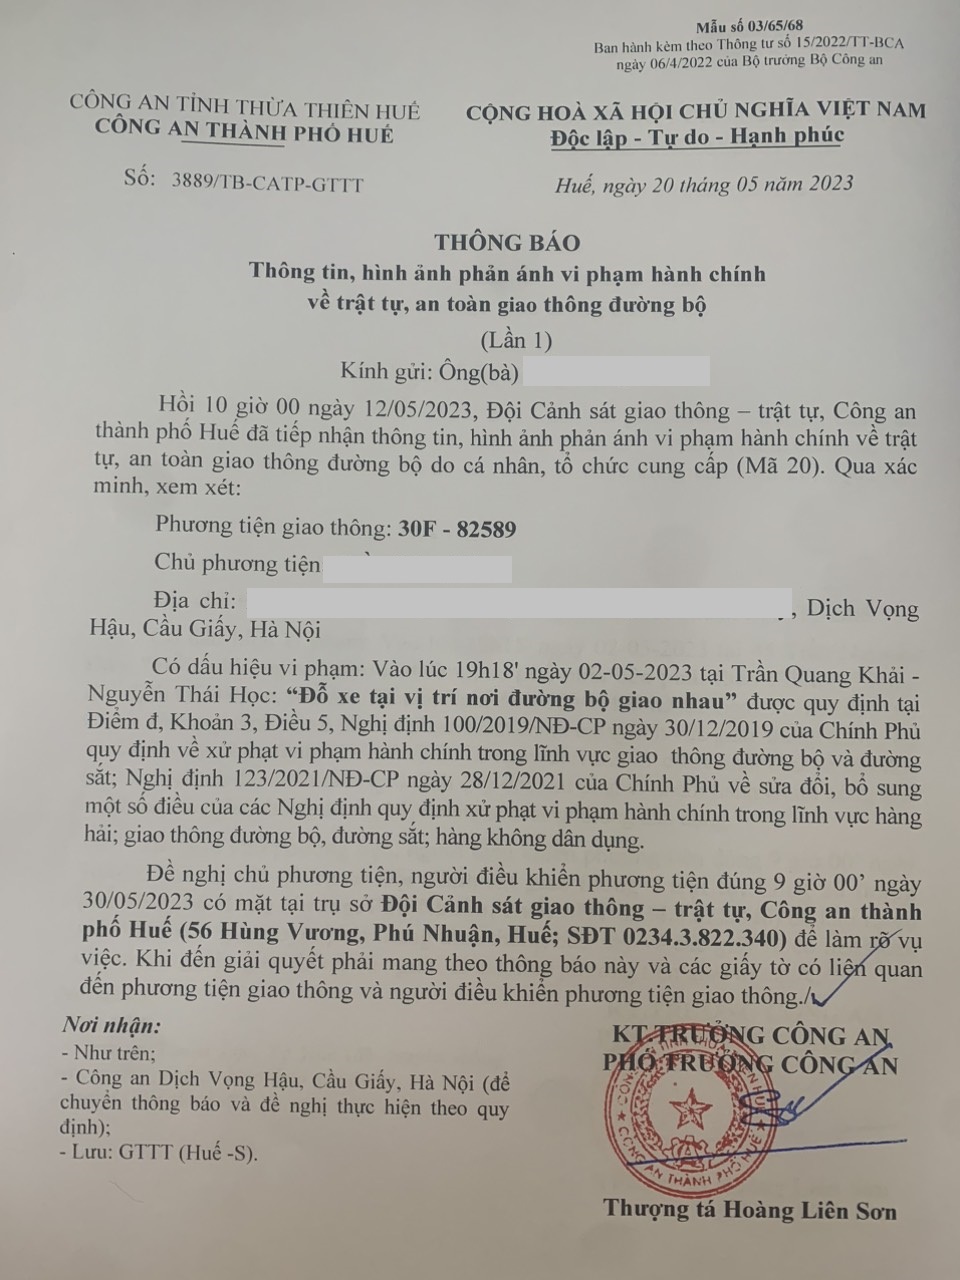 Mẫu số 03/65/68
Ban hành kèm theo Thông tư số 15/2022/TT-BCA
ngày 06/4/2022 của Bộ trưởng Bộ Công an
CÔNG AN TỈNH THỪA THIÊN HUẾ
CÔNG AN THÀNH PHỐ HUẾ
CỘNG HOÀ XÃ HỘI CHỦ NGHĨA VIỆT NAM
Độc lập - Tự do - Hạnh phúc
Số: 3889/TB-CATP-GTTT
Huế, ngày 20 tháng 05 năm 2023
THÔNG BÁO
Thông tin, hình ảnh phản ánh vi phạm hành chính
về trật tự, an toàn giao thông đường bộ
(Lần 1)
Kính gửi: Ông(bà)
Hồi 10 giờ 00 ngày 12/05/2023, Đội Cảnh sát giao thông – trật tự, Công an
thành phố Huế đã tiếp nhận thông tin, hình ảnh phản ánh vi phạm hành chính về trật
tự, an toàn giao thông đường bộ do cá nhân, tổ chức cung cấp (Mã 20). Qua xác
minh, xem xét:
Phương tiện giao thông: 30F - 82589
Chủ phương tiện
Địa chỉ: , Dịch Vọng
Hậu, Cầu Giấy, Hà Nội
Có dấu hiệu vi phạm: Vào lúc 19h18' ngày 02-05-2023 tại Trần Quang Khải -
Nguyễn Thái Học: “Đỗ xe tại vị trí nơi đường bộ giao nhau” được quy định tại
Điểm đ, Khoản 3, Điều 5, Nghị định 100/2019/NĐ-CP ngày 30/12/2019 của Chính Phủ
quy định về xử phạt vi phạm hành chính trong lĩnh vực giao thông đường bộ và đường
sắt; Nghị định 123/2021/NĐ-CP ngày 28/12/2021 của Chính Phủ về sửa đổi, bổ sung
một số điều của các Nghị định quy định xử phạt vi phạm hành chính trong lĩnh vực hàng
hải; giao thông đường bộ, đường sắt; hàng không dân dụng.
Đề nghị chủ phương tiện, người điều khiển phương tiện đúng 9 giờ 00’ ngày
30/05/2023 có mặt tại trụ sở Đội Cảnh sát giao thông – trật tự, Công an thành
phố Huế (56 Hùng Vương, Phú Nhuận, Huế; SĐT 0234.3.822.340) để làm rõ vụ
việc. Khi đến giải quyết phải mang theo thông báo này và các giấy tờ có liên quan
đến phương tiện giao thông và người điều khiển phương tiện giao thông./.
Nơi nhận:
- Như trên;
- Công an Dịch Vọng Hậu, Cầu Giấy, Hà Nội (để
chuyển thông báo và đề nghị thực hiện theo quy
định);
- Lưu: GTTT (Huế -S).
KT.TRƯỞNG CÔNG AN
PHÓ TRƯỞNG CÔNG AN
CÔNG AN THÀNH PHỐ HUẾ
Thượng tá Hoàng Liên Sơn